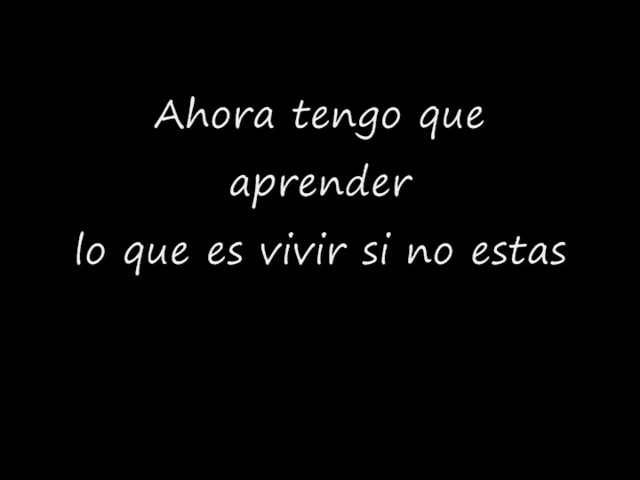 Ahora tengo que
aprender
lo que es vivir si no estas